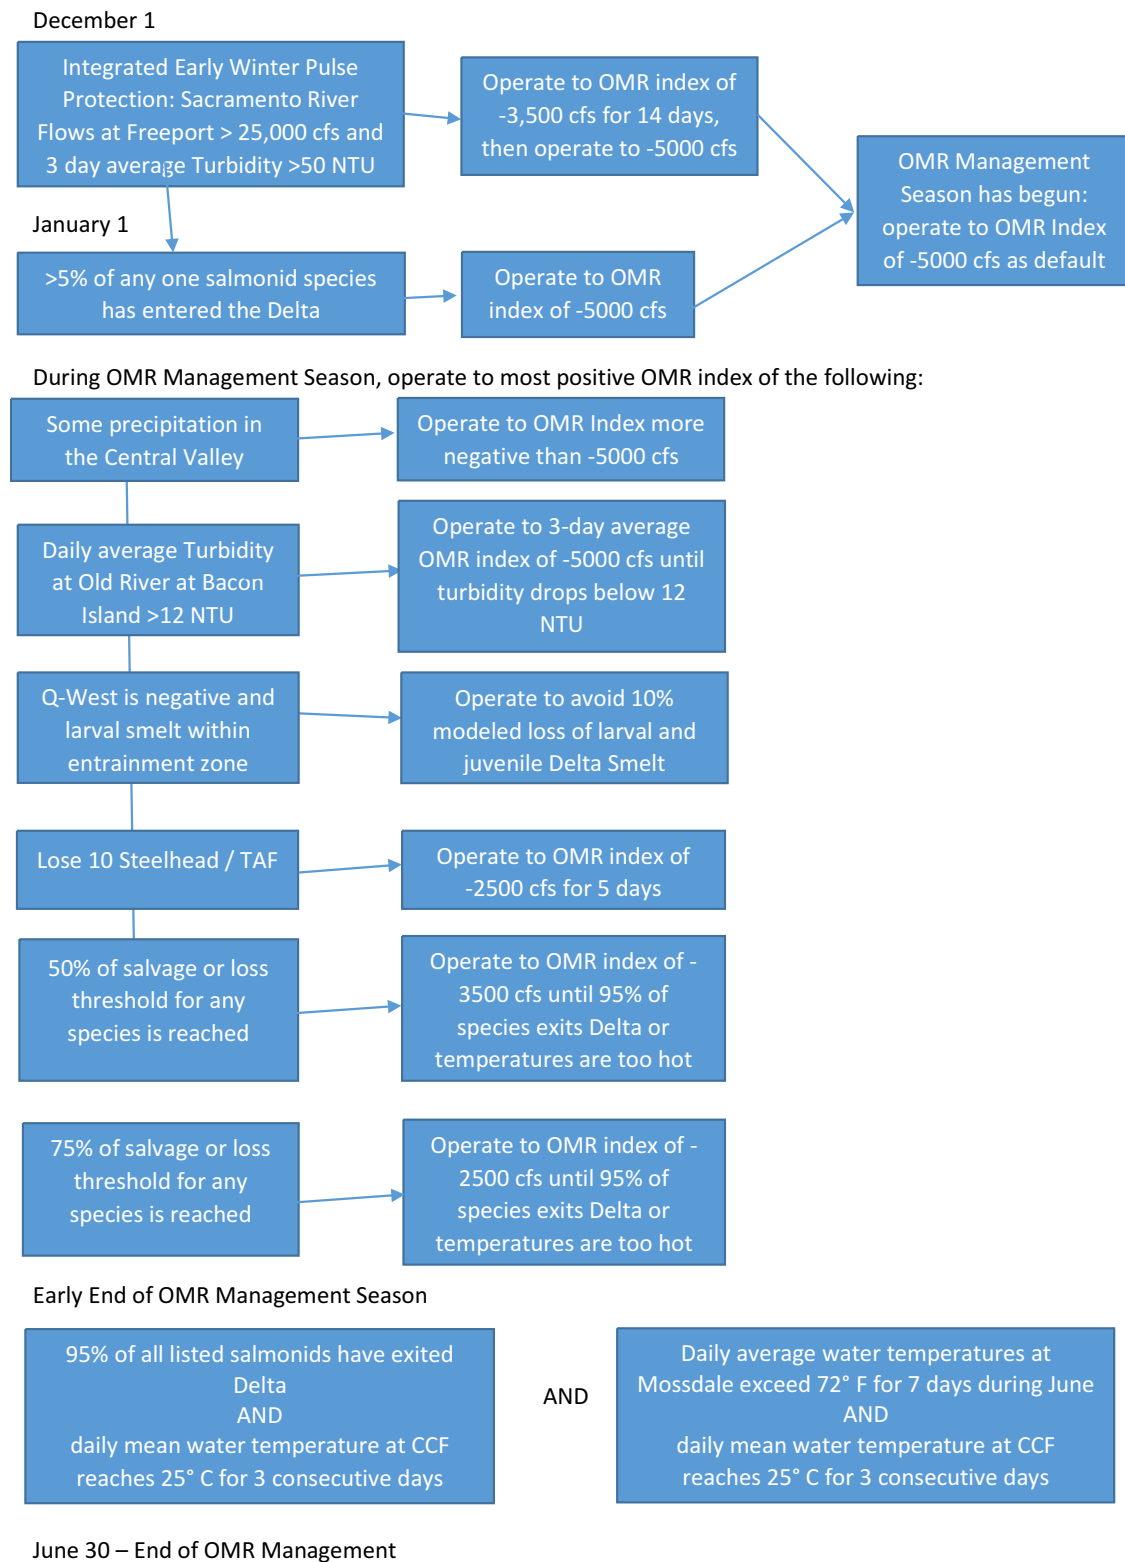 December 1
Integrated Early Winter Pulse
Protection: Sacramento River
Flows at Freeport > 25,000 cfs and
3 day average Turbidity >50 NTU
Operate to OMR index of
-3,500 cfs for 14 days,
then operate to -5000 cfs
OMR Management
Season has begun:
operate to OMR Index
of -5000 cfs as default
January 1
>5% of any one salmonid species
has entered the Delta
Operate to OMR
index of -5000 cfs
During OMR Management Season, operate to most positive OMR index of the following:
Some precipitation in
the Central Valley
Operate to OMR Index more
negative than -5000 cfs
Daily average Turbidity
at Old River at Bacon
Island >12 NTU
Operate to 3-day average
OMR index of -5000 cfs until
turbidity drops below 12
NTU
Q-West is negative and
larval smelt within
entrainment zone
Operate to avoid 10%
modeled loss of larval and
juvenile Delta Smelt
Lose 10 Steelhead / TAF
Operate to OMR index of
-2500 cfs for 5 days
50% of salvage or loss
threshold for any
species is reached
Operate to OMR index of -
3500 cfs until 95% of
species exits Delta or
temperatures are too hot
75% of salvage or loss
threshold for any
species is reached
Operate to OMR index of -
2500 cfs until 95% of
species exits Delta or
temperatures are too hot
Early End of OMR Management Season
95% of all listed salmonids have exited
Delta
AND
daily mean water temperature at CCF
reaches 25° C for 3 consecutive days
AND
Daily average water temperatures at
Mossdale exceed 72° F for 7 days during June
AND
daily mean water temperature at CCF
reaches 25° C for 3 consecutive days
June 30 – End of OMR Management